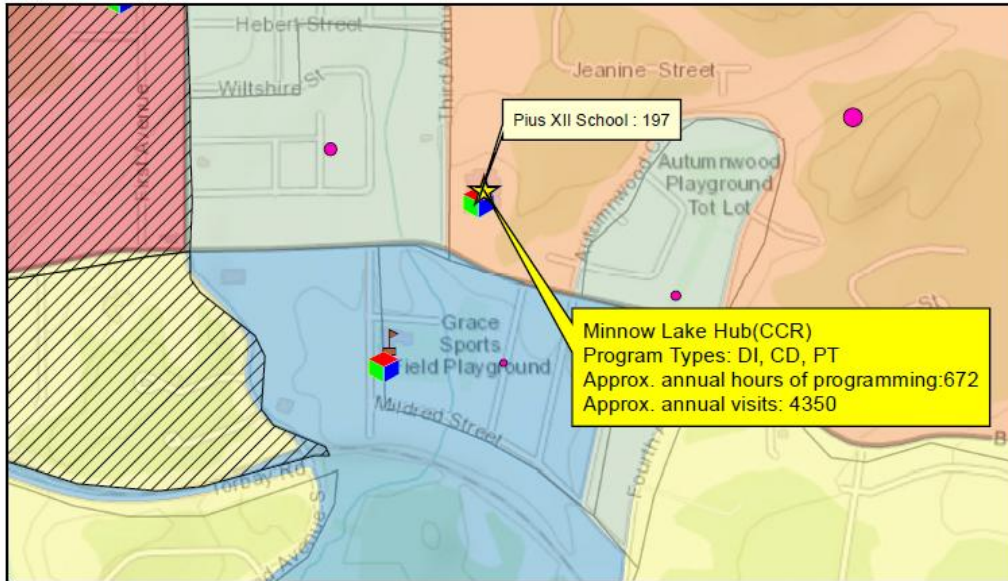 Hebert Street
Third Avenue
Wiltshire St
Jeanine Street
Pius XII School : 197
Autumnwood
Playground
Tot Lot
Autumnwood C
Grace
Sports
Field Playground
Minnow Lake Hub(CCR)
Program Types: DI, CD, PT
Approx. annual hours of programming:672
Approx. annual visits: 4350
Mildred Street
St
B
Torbay Rd
Fourth A
d Avenue S